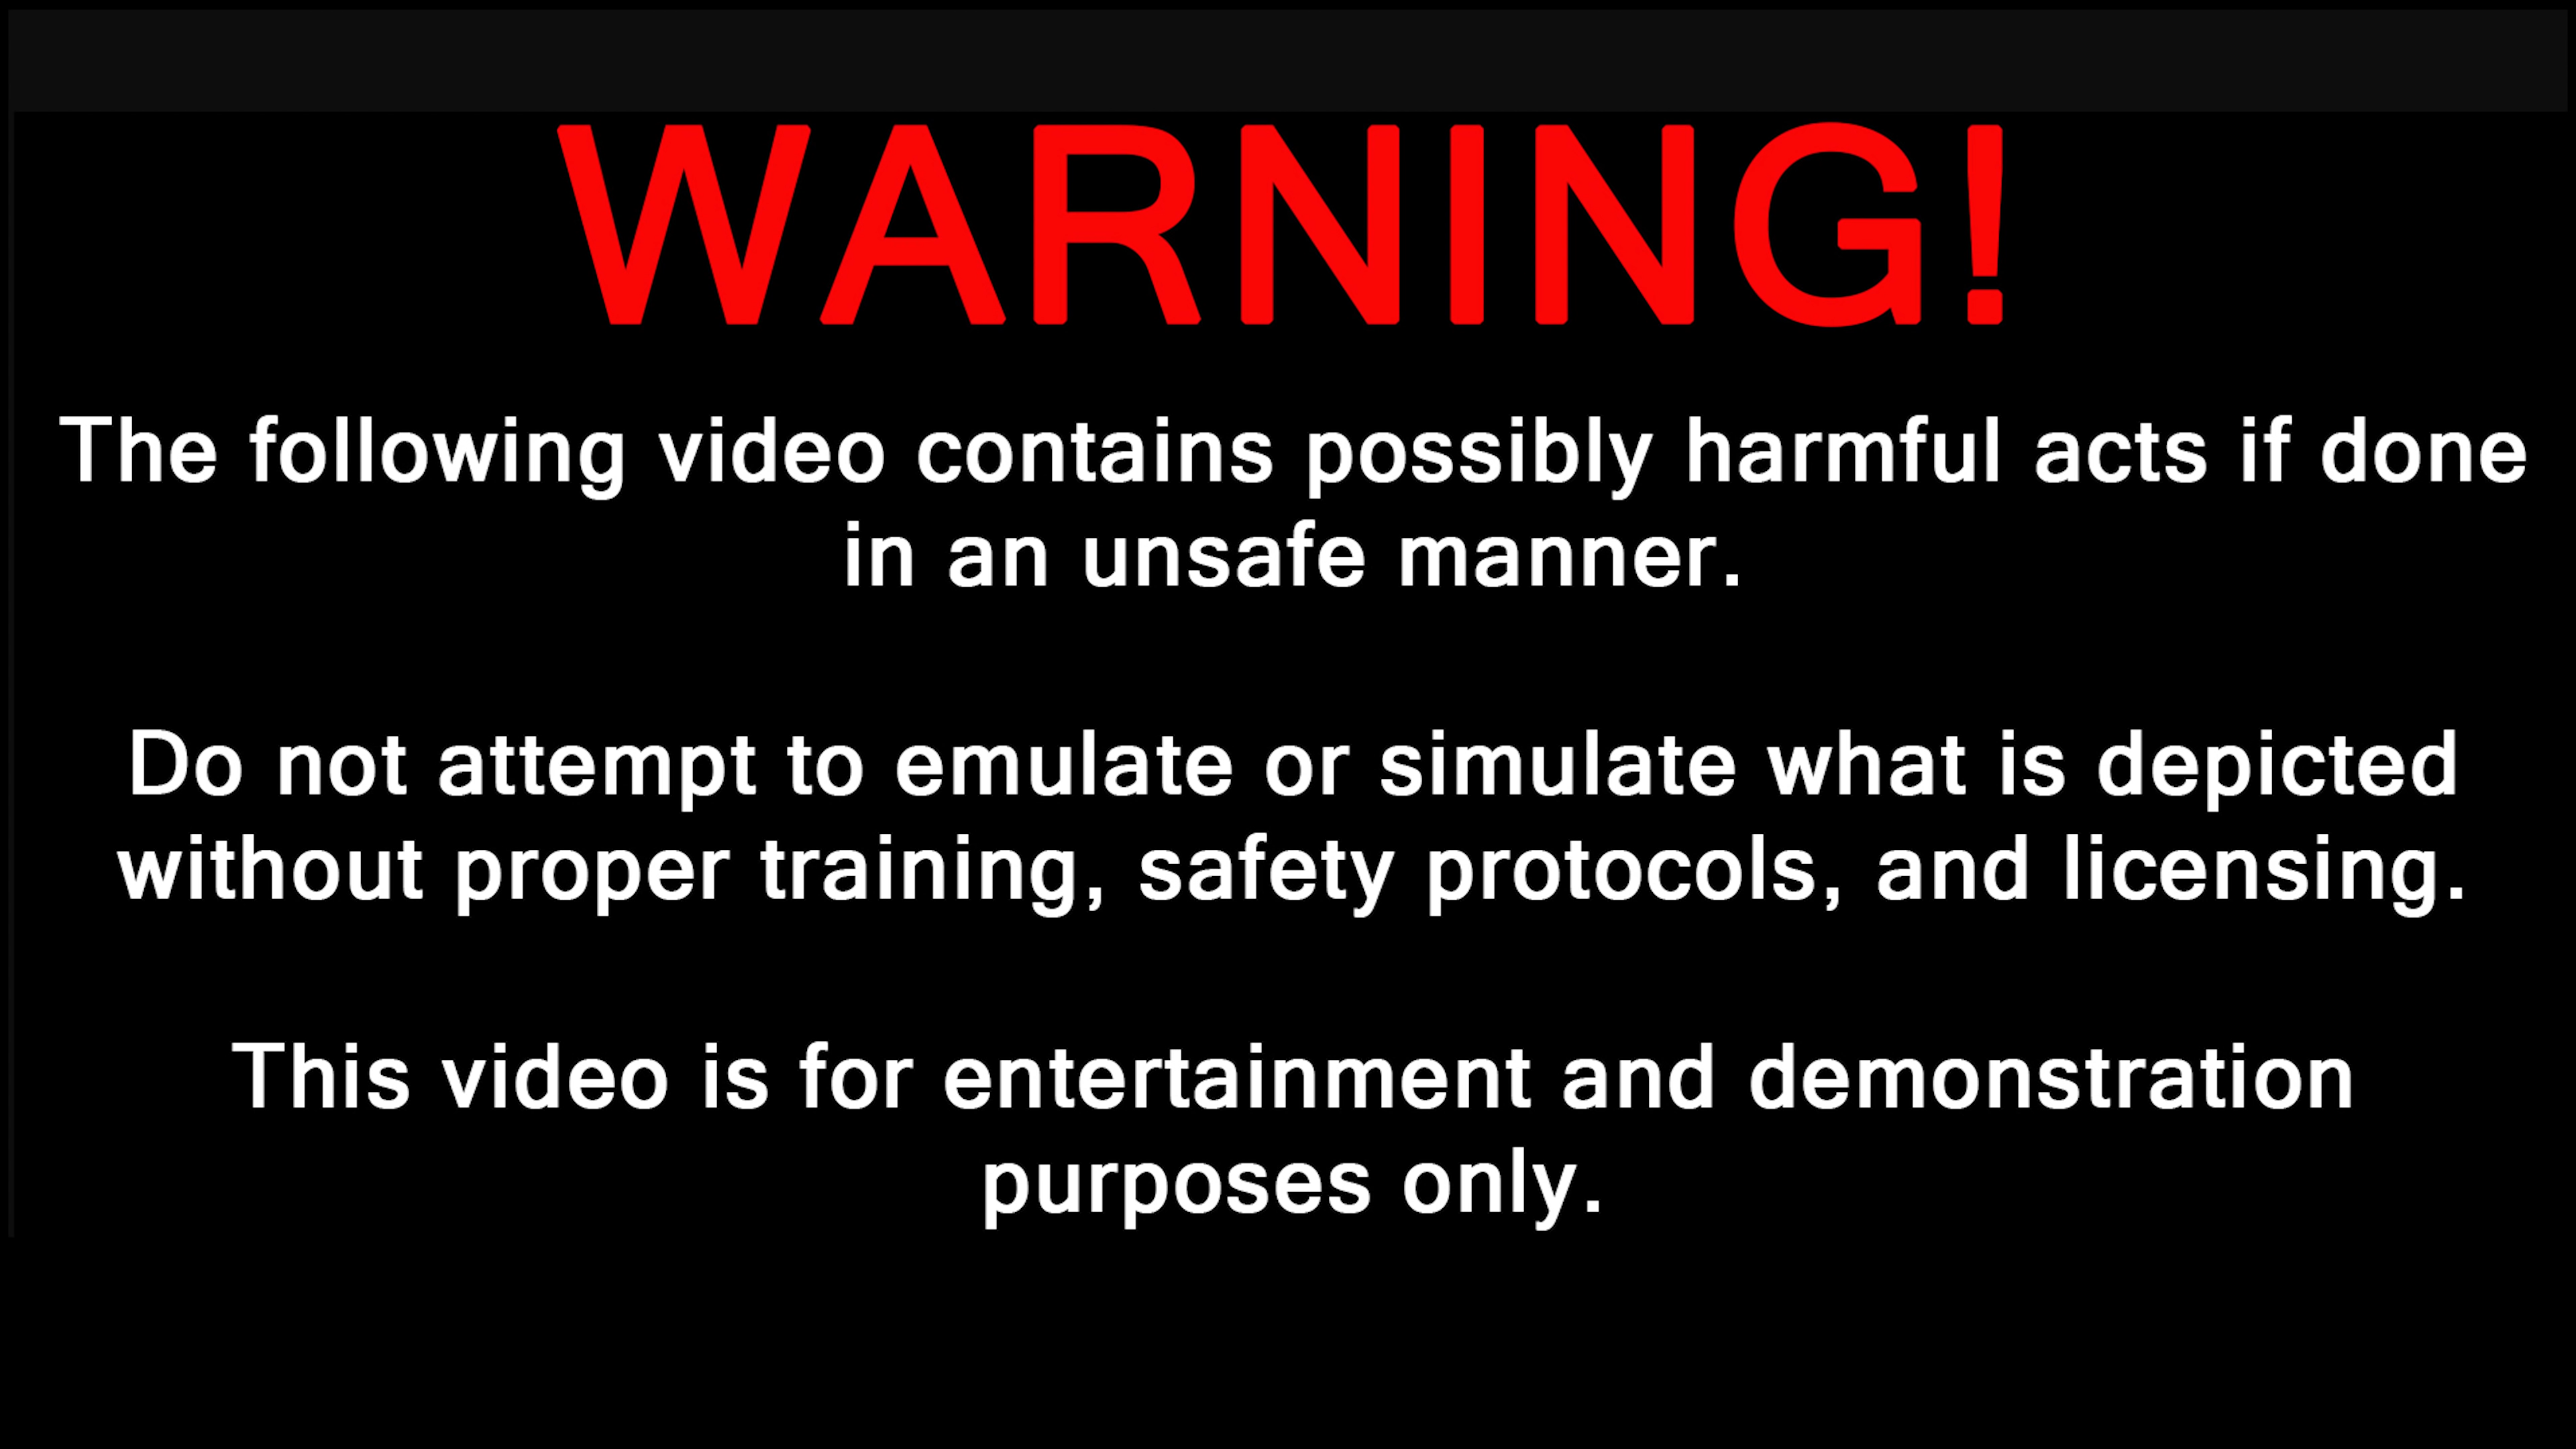 WARNING!
The following video contains possibly harmful acts if done
in an unsafe manner.
Do not attempt to emulate or simulate what is depicted
without proper training, safety protocols, and licensing.
This video is for entertainment and demonstration
purposes only.